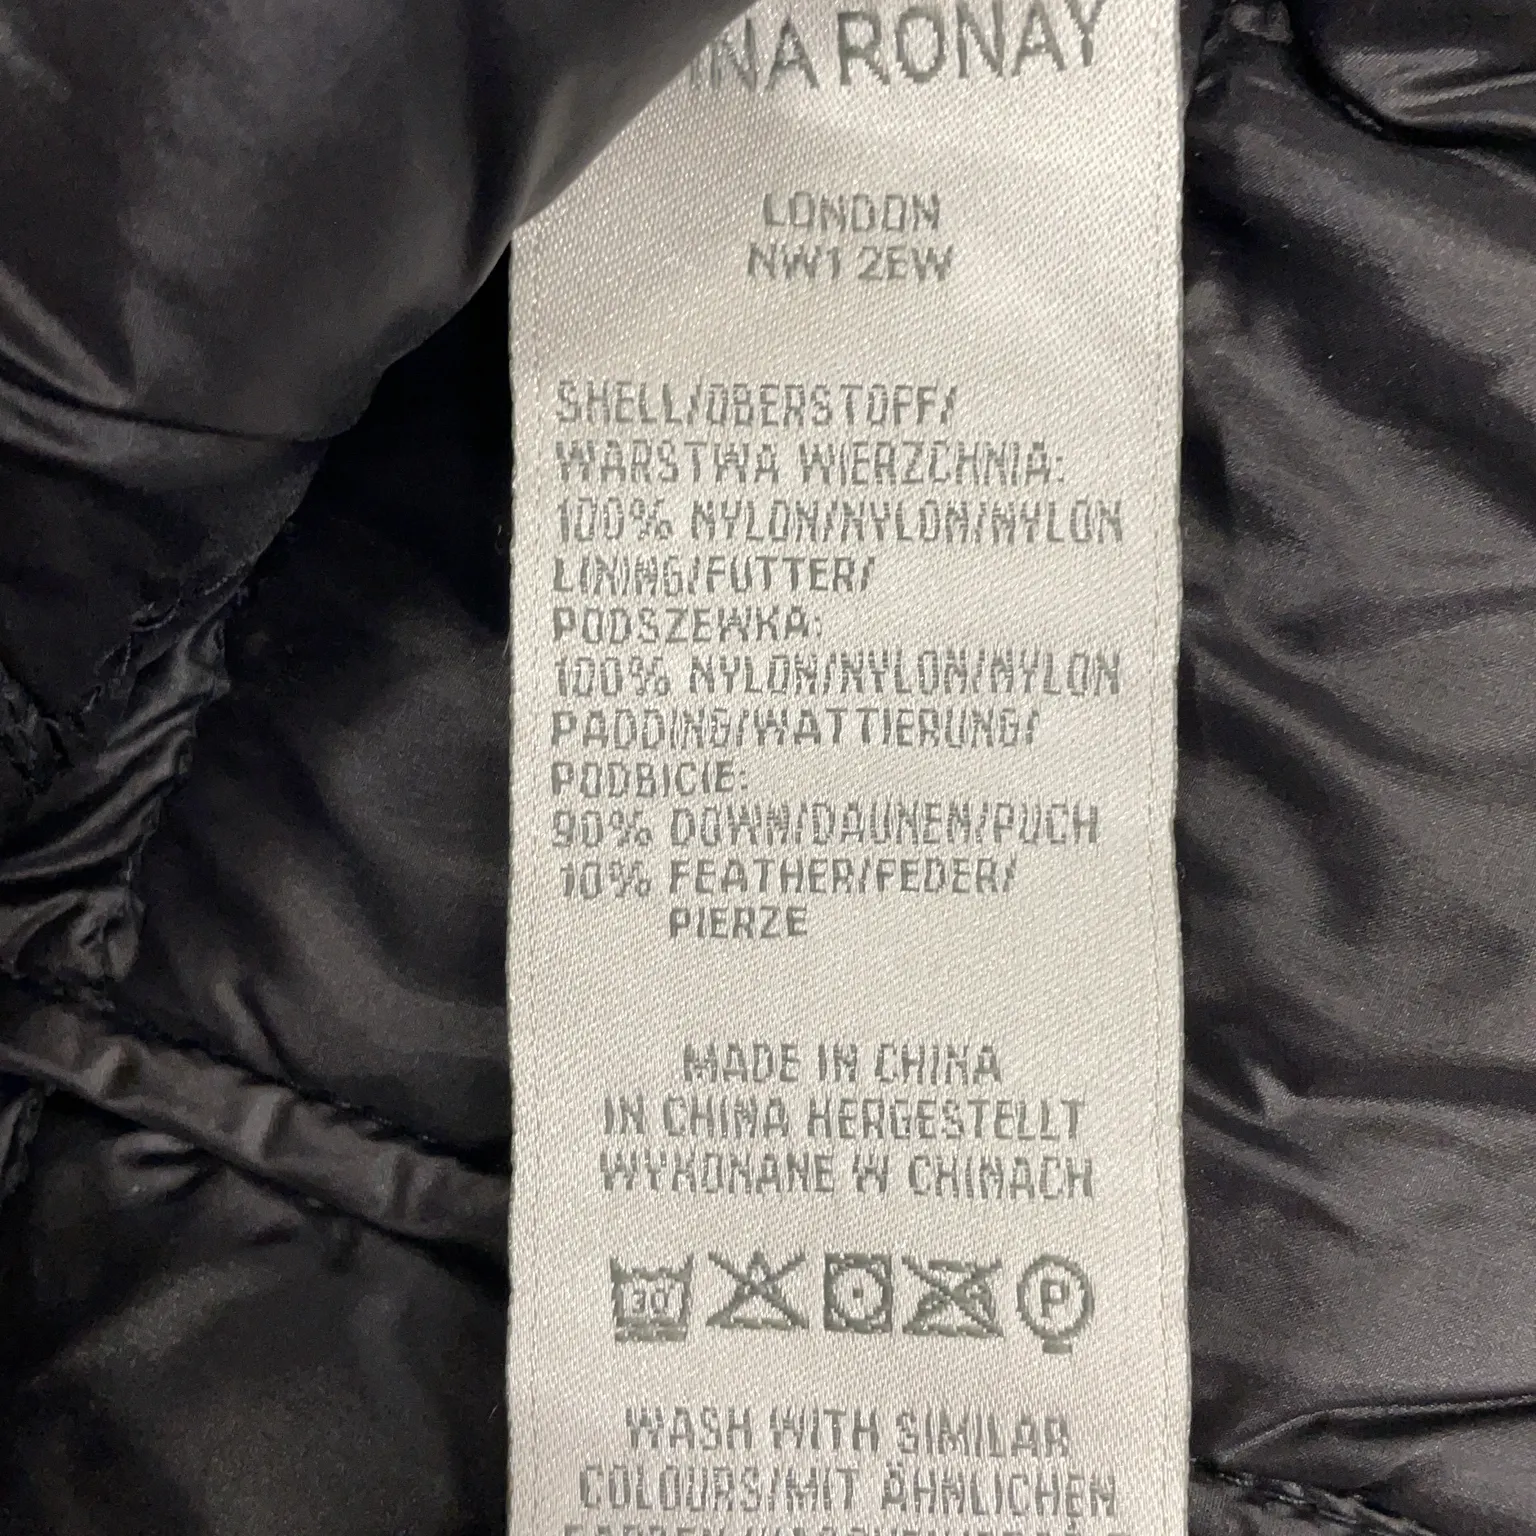 INA RONAY
LONDON
NW1 2EW
SHELL/OBERSTOFF/
WARSTWA WIERZCHNIA:
100% NYLON/NYLON/NYLON
LINING/FUTTER/
PODSZEWKA:
100% NYLON/NYLON/NYLON
PADDING/WATTIERUNG/
PODBICIE:
90% DOWN/DAUNEN/PUCH
10% FEATHER/FEDER/
PIERZE
MADE IN CHINA
IN CHINA HERGESTELLT
WYKONANE W CHINACH
30 P
WASH WITH SIMILAR
COLOURS/MIT ÄHNLICHEN